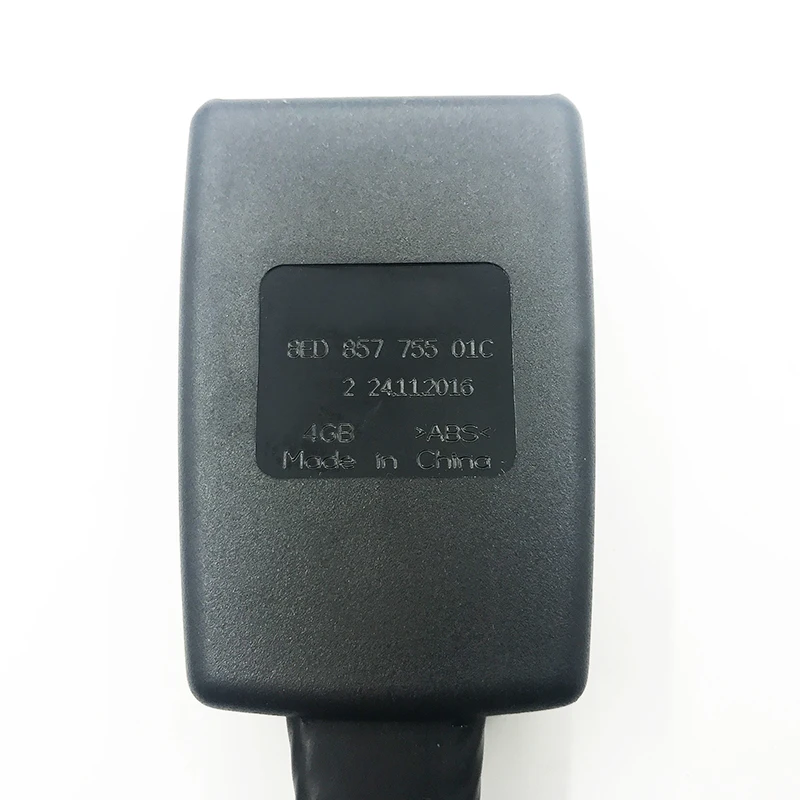 8ED 857 755 01C
2 24.11.2016
4GB >ABS<
Made in China